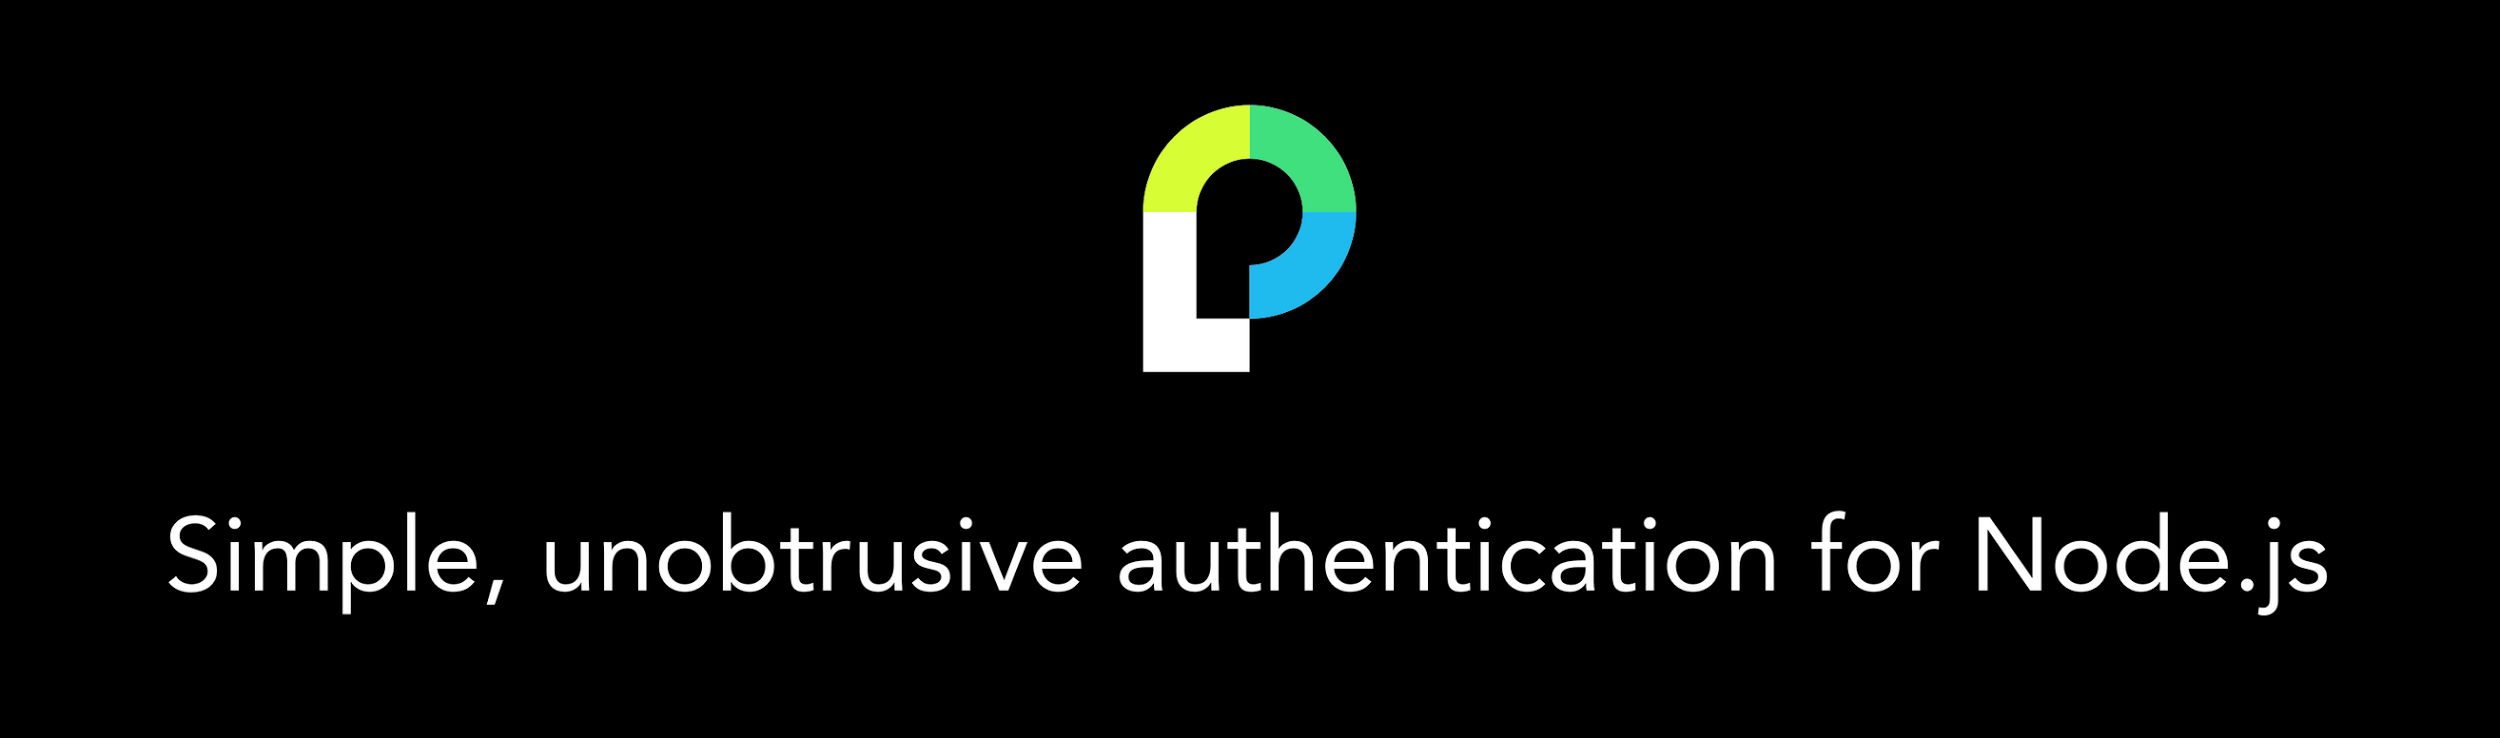 Simple, unobtrusive authentication for Node.js